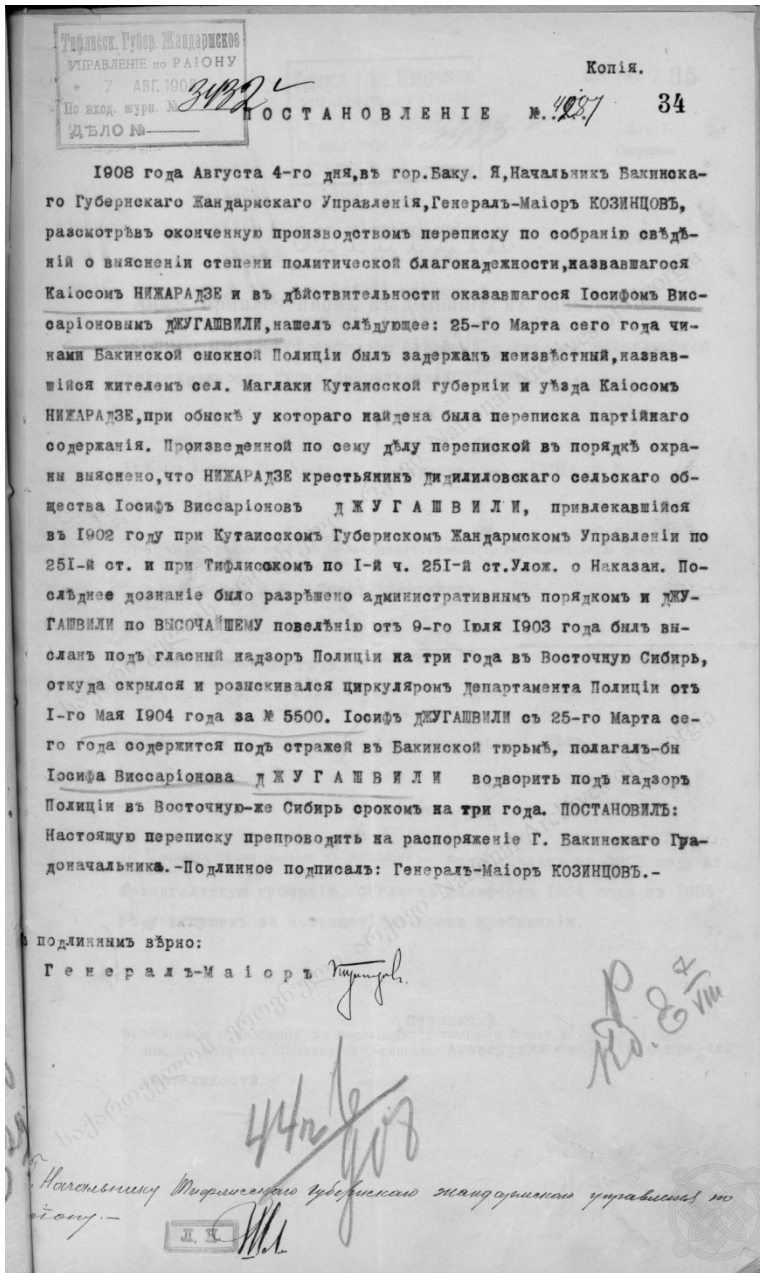 Тифлисск. Губер. Жандармское
УПРАВЛЕНІЕ по РАІОНУ
7 АВГ. 1908
По вход. журн. № 3432
ДѢЛО №
Копія.
34
ПОСТАНОВЛЕНІЕ №
1908 года Августа 4-го дня,въ гор.Баку. Я,Начальник Бакинска-
го Губернскаго Жандармскаго Управленія,Генералъ-Маіоръ КОЗИНЦОВЪ,
разсмотрѣвъ оконченную производствомъ переписку по собранію свѣдѣ-
ній о выясненіи степени политической благонадежности,назвавшагося
Каіосомъ НИЖАРАДЗЕ и въ дѣйствительности оказавшагося Іосифомъ Вис-
саріоновымъ ДЖУГАШВИЛИ,нашелъ слѣдующее: 25-го Марта сего года чи-
нами Бакинской сыскной Полиціи былъ задержанъ неизвѣстный,назвав-
шійся жителемъ сел. Маглаки Кутаисской губерніи и уѣзда Каіосомъ
НИЖАРАДЗЕ,при обыскѣ у котораго найдена была переписка партійнаго
содержанія. Произведенной по сему дѣлу перепиской въ порядкѣ охра-
ны выяснено,что НИЖАРАДЗЕ крестьянинъ Дидилиловскаго сельскаго об-
щества Іосифъ Виссаріоновъ ДЖУГАШВИЛИ, привлекавшійся
въ 1902 году при Кутаисскомъ Губернскомъ Жандармскомъ Управленіи по
251-й ст. и при Тифлисскомъ по I-й ч. 251-й ст.Улож. о Наказан. По-
слѣднее дознаніе было разрѣшено административнымъ порядкомъ и ДЖУ-
ГАШВИЛИ по ВЫСОЧАЙШЕМУ повелѣнію отъ 9-го Іюля 1903 года былъ вы-
сланъ подъ гласный надзоръ Полиціи на три года въ Восточную Сибирь,
откуда скрылся и розыскивался циркуляромъ Департамента Полиціи отъ
I-го Мая 1904 года за № 5500. Іосифъ ДЖУГАШВИЛИ съ 25-го Марта се-
го года содержится подъ стражей въ Бакинской тюрьмѣ, полагалъ-бы
Іосифа Виссаріонова ДЖУГАШВИЛИ водворить подъ надзоръ
Полиціи въ Восточную-же Сибирь срокомъ на три года. ПОСТАНОВИЛЪ:
Настоящую переписку препроводить на распоряженіе Г. Бакинскаго Гра-
доначальника.-Подлинное подписалъ: Генералъ-Маіоръ КОЗИНЦОВЪ.-
подлиннымъ вѣрно:
Генералъ-Маіоръ
VIII
908
Начальнику Тифлисскаго губернскаго жандармскаго управленія по